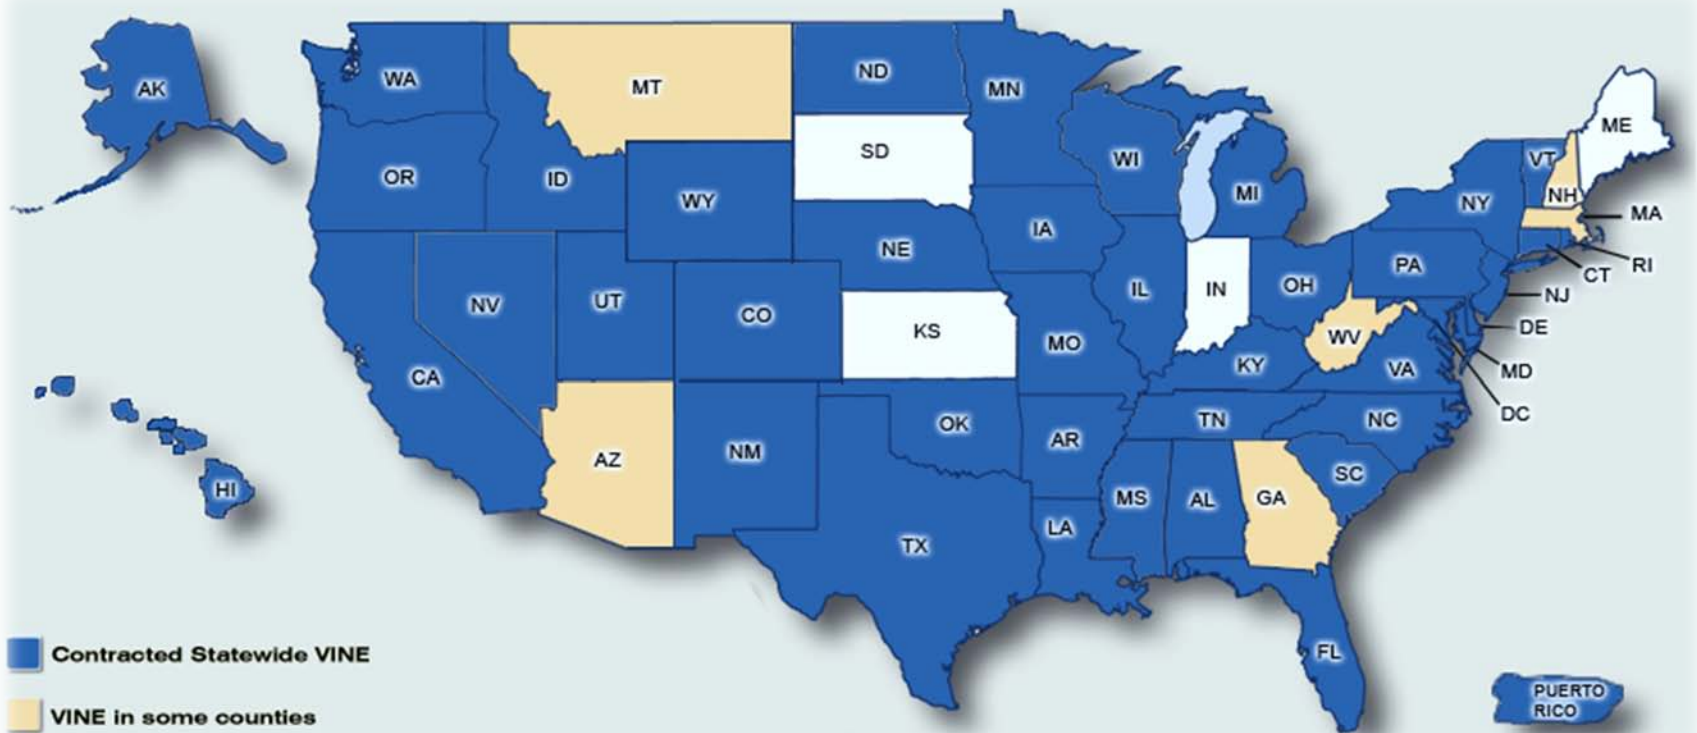 AK
WA
MT
ND
MN
OR
ID
WY
SD
WI
MI
NY
VT
NH
ME
MA
RI
CT
NJ
DE
MD
DC
NV
UT
CO
NE
IA
IL
IN
OH
PA
CA
KS
MO
KY
WV
VA
AZ
NM
OK
AR
TN
NC
SC
HI
TX
LA
MS
AL
GA
FL
PUERTO
RICO
Contracted Statewide VINE
VINE in some counties